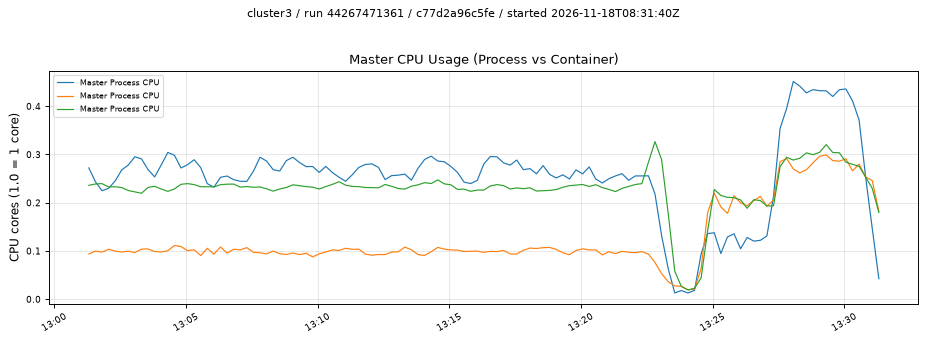 cluster3 / run 44267471361 / c77d2a96c5fe / started 2026-11-18T08:31:40Z
Master CPU Usage (Process vs Container)
Master Process CPU
Master Process CPU
Master Process CPU
CPU cores (1.0 = 1 core)
0.4
0.3
0.2
0.1
0.0
13:00
13:05
13:10
13:15
13:20
13:25
13:30